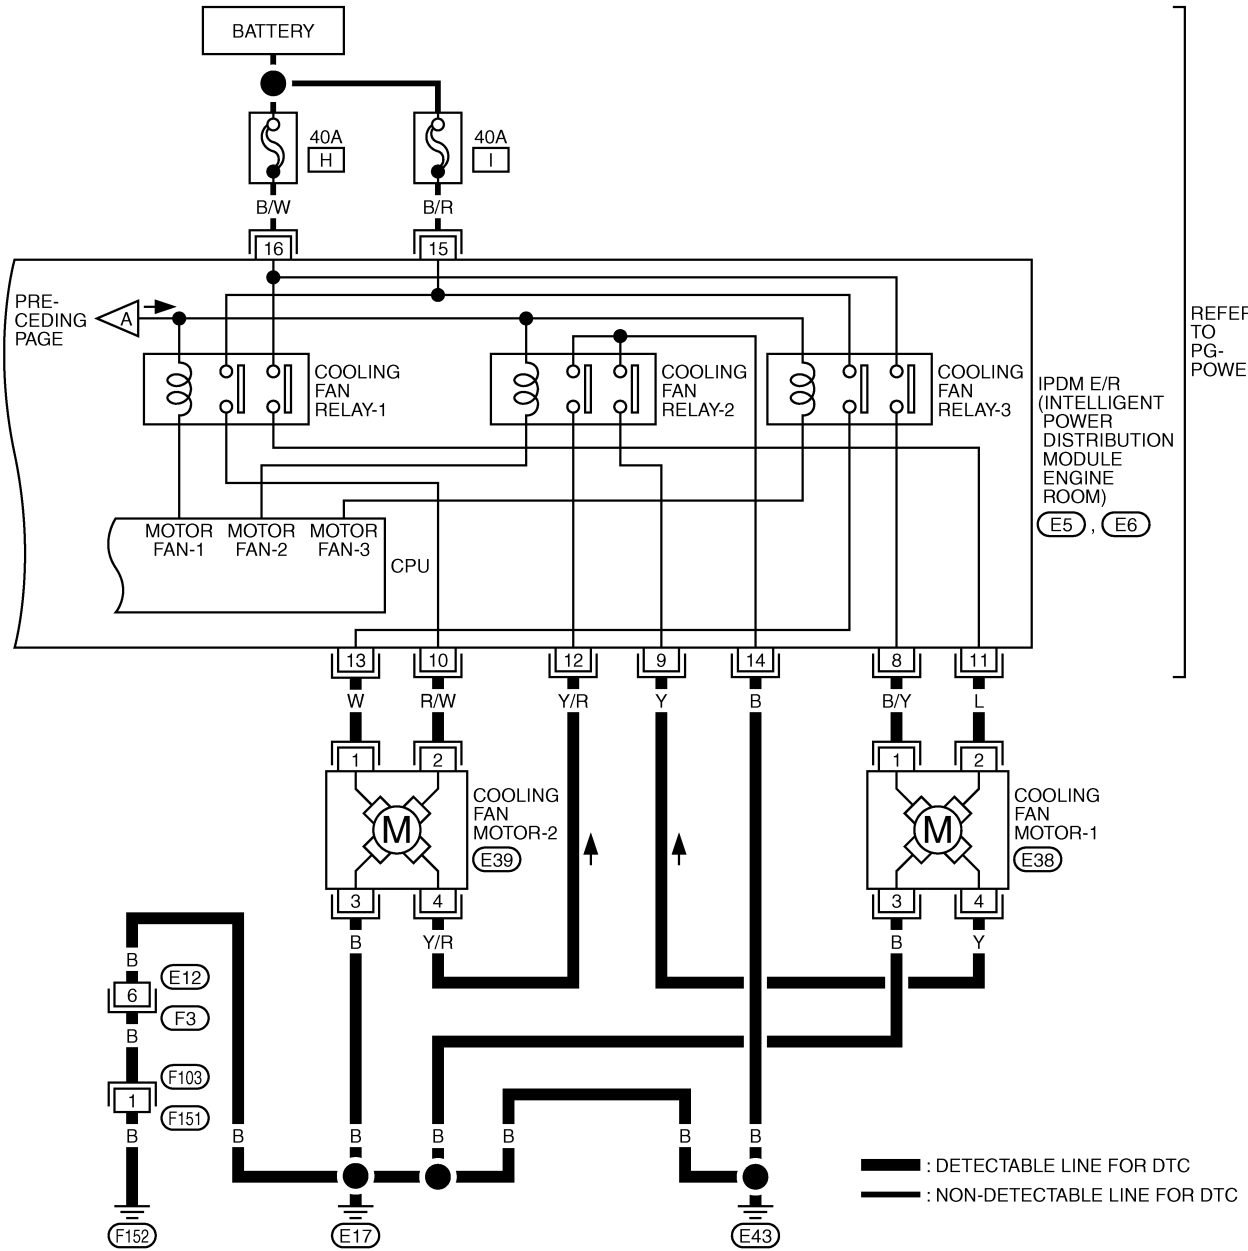 BATTERY
40A
H
40A
I
B/W
B/R
16
15
PRE-
CEDING
PAGE
A
COOLING
FAN
RELAY-1
COOLING
FAN
RELAY-2
COOLING
FAN
RELAY-3
REFER
TO
PG-
POWE
IPDM E/R
(INTELLIGENT
POWER
DISTRIBUTION
MODULE
ENGINE
ROOM)
E5 , E6
MOTOR
FAN-1
MOTOR
FAN-2
MOTOR
FAN-3
CPU
13
10
12
9
14
8
11
W
R/W
Y/R
Y
B
B/Y
L
1
2
1
2
M
COOLING
FAN
MOTOR-2
E39
M
COOLING
FAN
MOTOR-1
E38
3
4
3
4
B
Y/R
B
Y
B
E12
6
F3
B
F103
1
F151
B
B
B
B
B
B
B
: DETECTABLE LINE FOR DTC
: NON-DETECTABLE LINE FOR DTC
F152
E17
E43